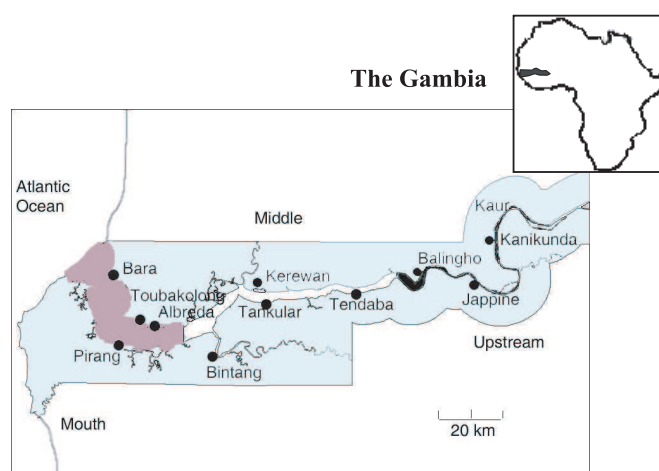 The Gambia
Atlantic
Ocean
Middle
Kaur
Kanikunda
Bara
Kerewan
Balingho
Toubakolong
Albreda
Tankular
Tendaba
Jappine
Pirang
Bintang
Upstream
Mouth
20 km